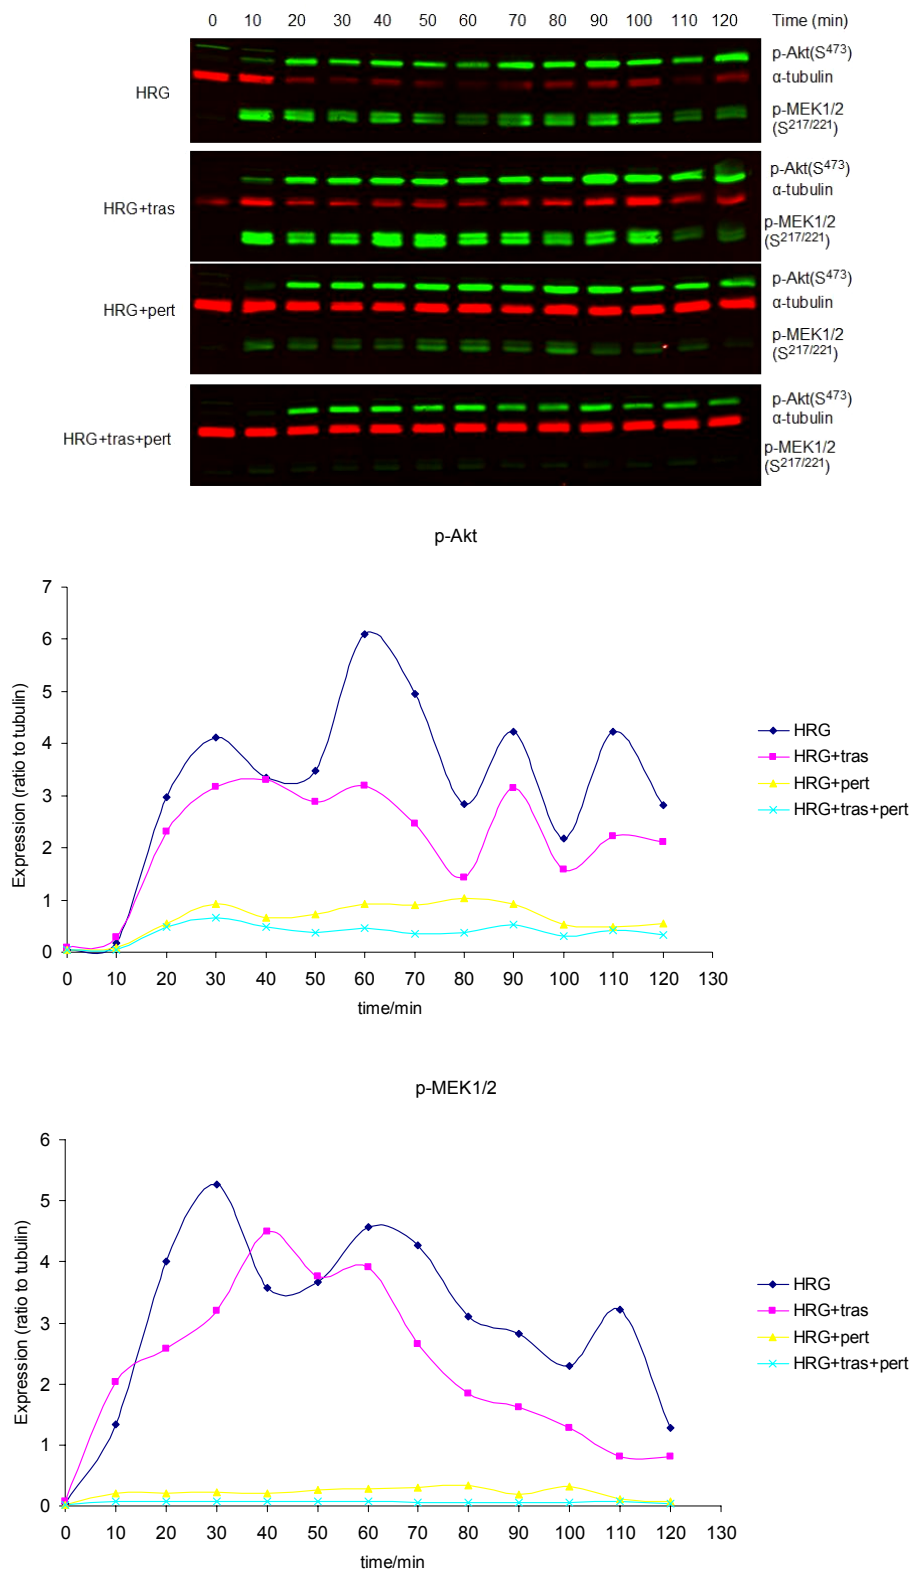 0 10 20 30 40 50 60 70 80 90 100 110 120 Time (min)
HRG
p-Akt(S473)
α-tubulin
p-MEK1/2
(S217/221)
HRG+tras
p-Akt(S473)
α-tubulin
p-MEK1/2
(S217/221)
HRG+pert
p-Akt(S473)
α-tubulin
p-MEK1/2
(S217/221)
HRG+tras+pert
p-Akt(S473)
α-tubulin
p-MEK1/2
(S217/221)
p-Akt
Expression (ratio to tubulin)
7
6
5
4
3
2
1
0
0 10 20 30 40 50 60 70 80 90 100 110 120 130
time/min
HRG
HRG+tras
HRG+pert
HRG+tras+pert
p-MEK1/2
Expression (ratio to tubulin)
6
5
4
3
2
1
0
0 10 20 30 40 50 60 70 80 90 100 110 120 130
time/min
HRG
HRG+tras
HRG+pert
HRG+tras+pert